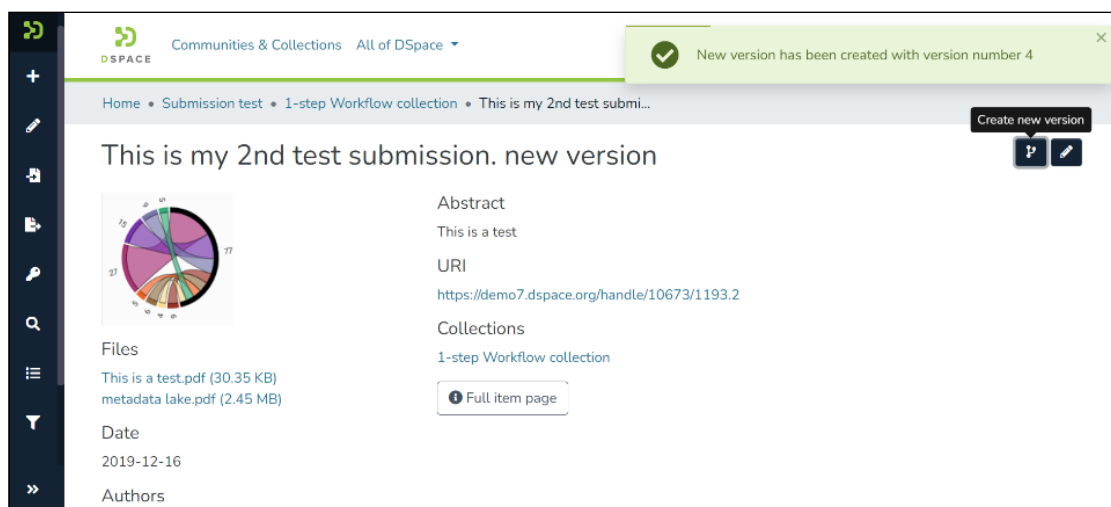 DSPACE
Communities & Collections All of DSpace
New version has been created with version number 4
Home • Submission test • 1-step Workflow collection • This is my 2nd test submi...
Create new version
This is my 2nd test submission. new version
15
77
27
Files
This is a test.pdf (30.35 KB)
metadata lake.pdf (2.45 MB)
Date
2019-12-16
Authors
Abstract
This is a test
URI
https://demo7.dspace.org/handle/10673/1193.2
Collections
1-step Workflow collection
Full item page